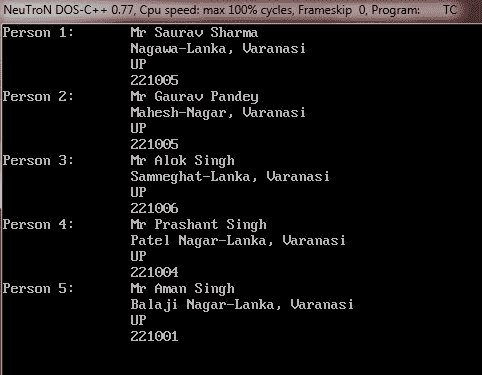 NeuTroN DOS-C++ 0.77, Cpu speed: max 100% cycles, Frameskip 0, Program: TC
Person 1: Mr Saurav Sharma
Nagawa-Lanka, Varanasi
UP
221005
Person 2: Mr Gaurav Pandey
Mahesh-Nagar, Varanasi
UP
221005
Person 3: Mr Alok Singh
Samneghat-Lanka, Varanasi
UP
221006
Person 4: Mr Prashant Singh
Patel Nagar-Lanka, Varanasi
UP
221004
Person 5: Mr Aman Singh
Balaji Nagar-Lanka, Varanasi
UP
221001